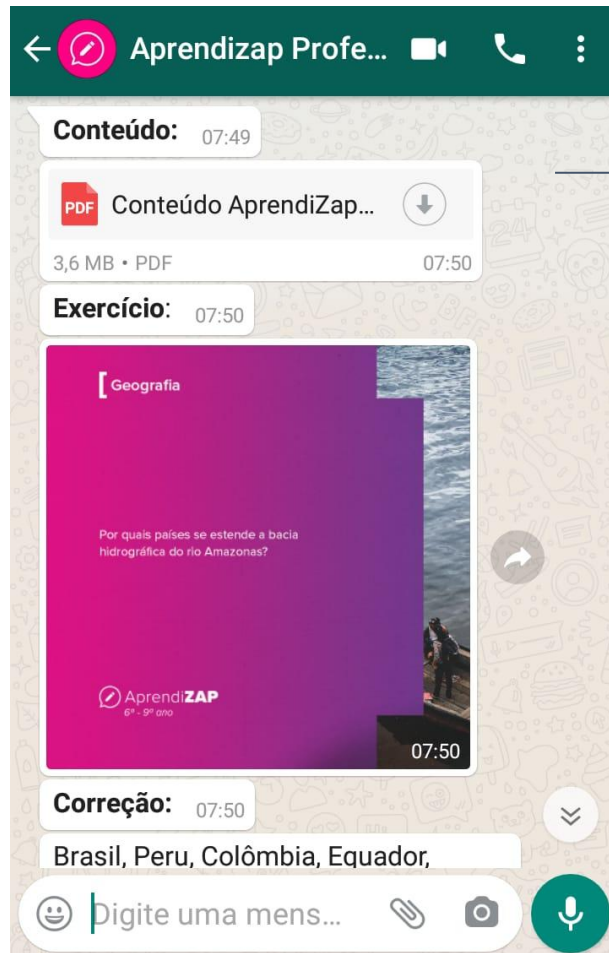 Aprendizap Profe...
Conteúdo: 07:49
PDF Conteúdo AprendiZap...
3,6 MB • PDF 07:50
Exercício: 07:50
Geografia
Por quais países se estende a bacia
hidrográfica do rio Amazonas?
AprendiZAP
6º - 9º ano
07:50
Correção: 07:50
Brasil, Peru, Colômbia, Equador,
Digite uma mens...